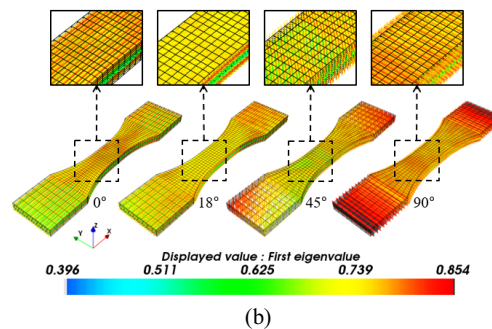 0° 18° 45° 90°
Z
Y X
Displayed value : First eigenvalue
0.396 0.511 0.625 0.739 0.854
(b)